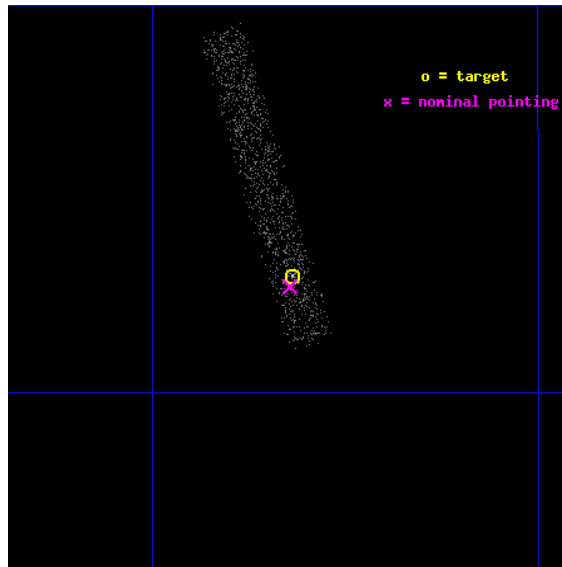 o = target
x = nominal pointing